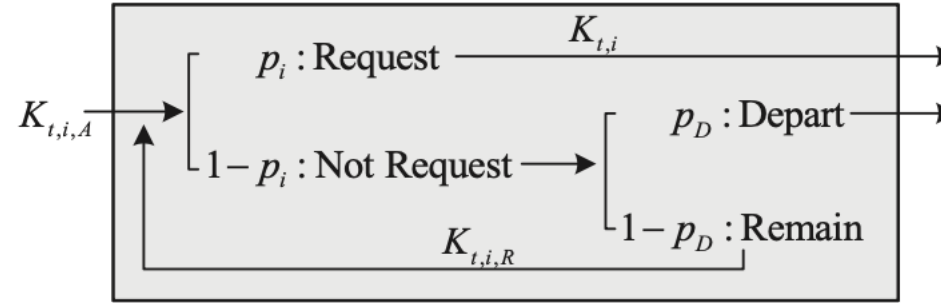 K_{t,i}
p_i : Request
K_{t,i,A}
p_D : Depart
1 − p_i : Not Request
1 − p_D : Remain
K_{t,i,R}